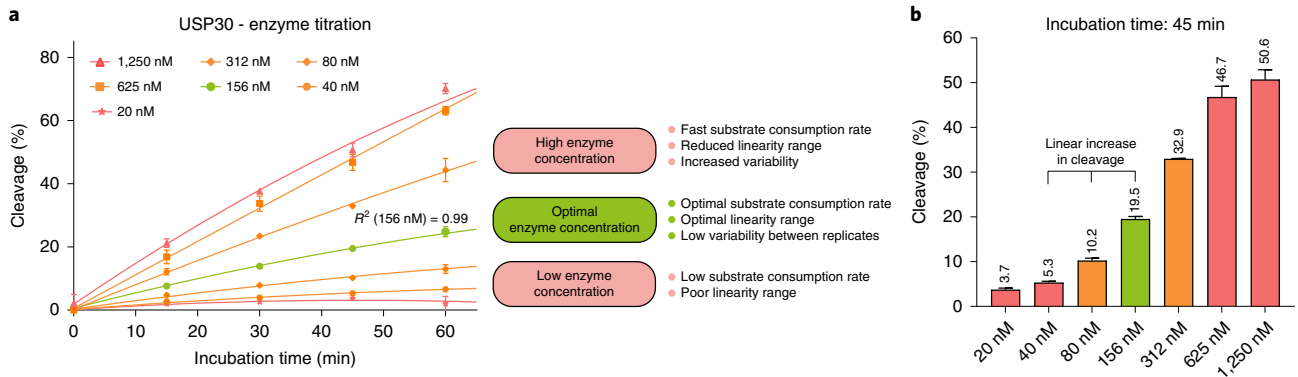 a
USP30 - enzyme titration
1,250 nM
312 nM
80 nM
625 nM
156 nM
40 nM
20 nM
Cleavage (%)
80
60
40
20
0
0
10
20
30
40
50
60
Incubation time (min)
R² (156 nM) = 0.99
High enzyme
concentration
Fast substrate consumption rate
Reduced linearity range
Increased variability
Optimal
enzyme concentration
Optimal substrate consumption rate
Optimal linearity range
Low variability between replicates
Low enzyme
concentration
Low substrate consumption rate
Poor linearity range
b
Incubation time: 45 min
Cleavage (%)
60
50
40
30
20
10
0
Linear increase
in cleavage
3.7
5.3
10.2
19.5
32.9
46.7
50.6
20 nM
40 nM
80 nM
156 nM
312 nM
625 nM
1,250 nM